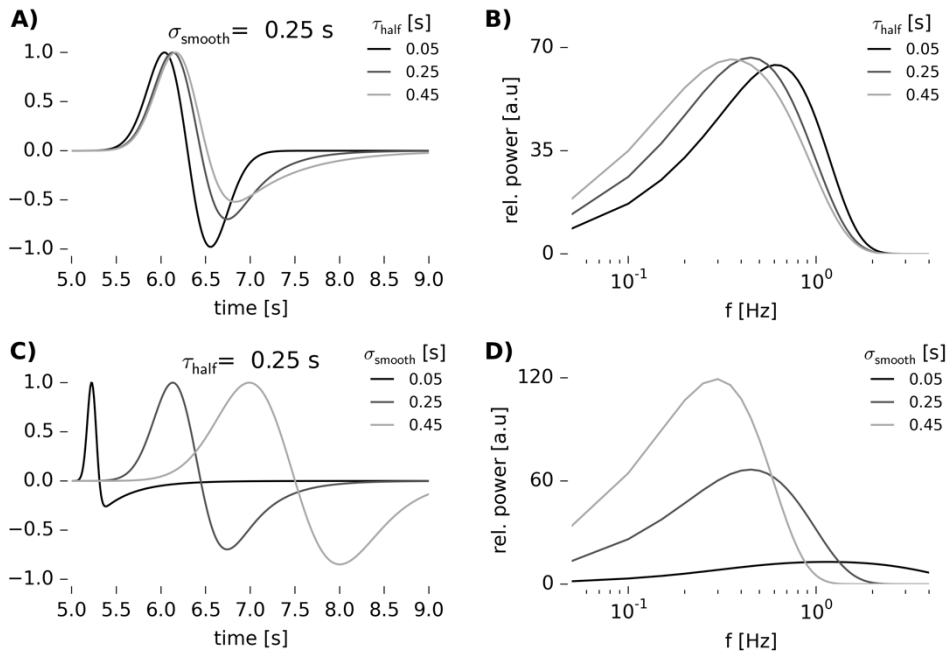 A)
σsmooth= 0.25 s
τhalf [s]
0.05
0.25
0.45
1.0
0.5
0.0
−0.5
−1.0
5.0 5.5 6.0 6.5 7.0 7.5 8.0 8.5 9.0
time [s]
B)
τhalf [s]
0.05
0.25
0.45
70
35
0
rel. power [a.u]
10⁻¹ 10⁰
f [Hz]
C)
τhalf= 0.25 s
σsmooth [s]
0.05
0.25
0.45
1.0
0.5
0.0
−0.5
−1.0
5.0 5.5 6.0 6.5 7.0 7.5 8.0 8.5 9.0
time [s]
D)
σsmooth [s]
0.05
0.25
0.45
120
60
0
rel. power [a.u]
10⁻¹ 10⁰
f [Hz]